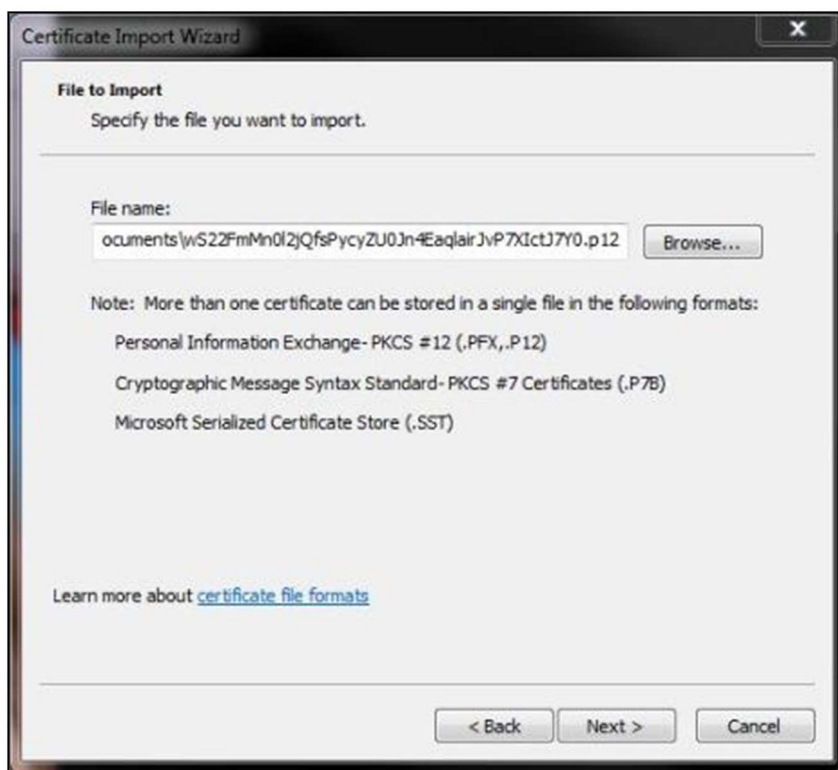 Certificate Import Wizard
File to Import
Specify the file you want to import.
File name:
ocuments\wS22FmMn0l2jQfsPycyZU0Jn4EaqlairJvP7XIctJ7Y0.p12 Browse...
Note: More than one certificate can be stored in a single file in the following formats:
Personal Information Exchange- PKCS #12 (.PFX,.P12)
Cryptographic Message Syntax Standard- PKCS #7 Certificates (.P7B)
Microsoft Serialized Certificate Store (.SST)
Learn more about certificate file formats
< Back Next > Cancel